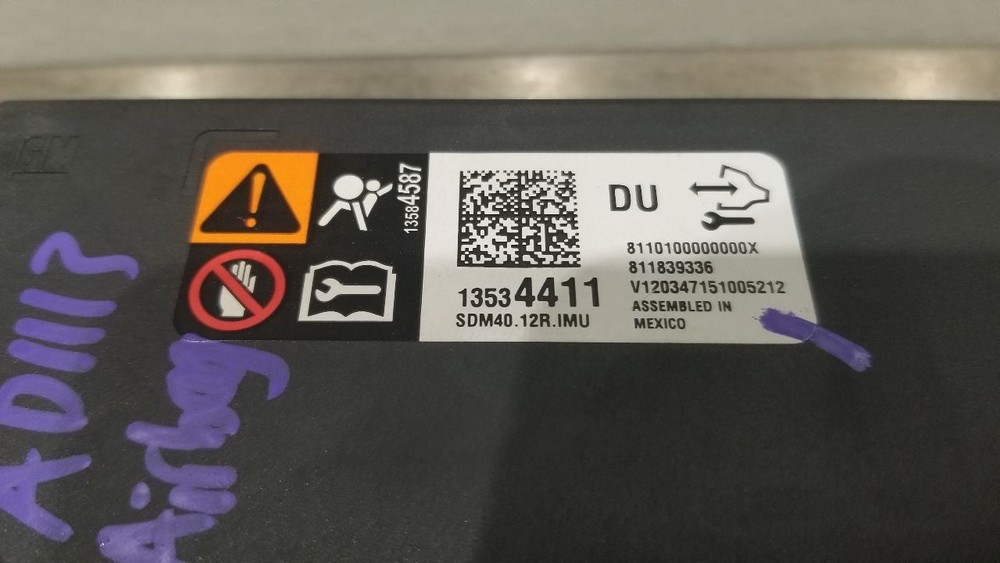 GM
13584587
DU
8110100000000X
811839336
V120347151005212
ASSEMBLED IN
MEXICO
13534411
SDM40.12R.IMU
Airbag